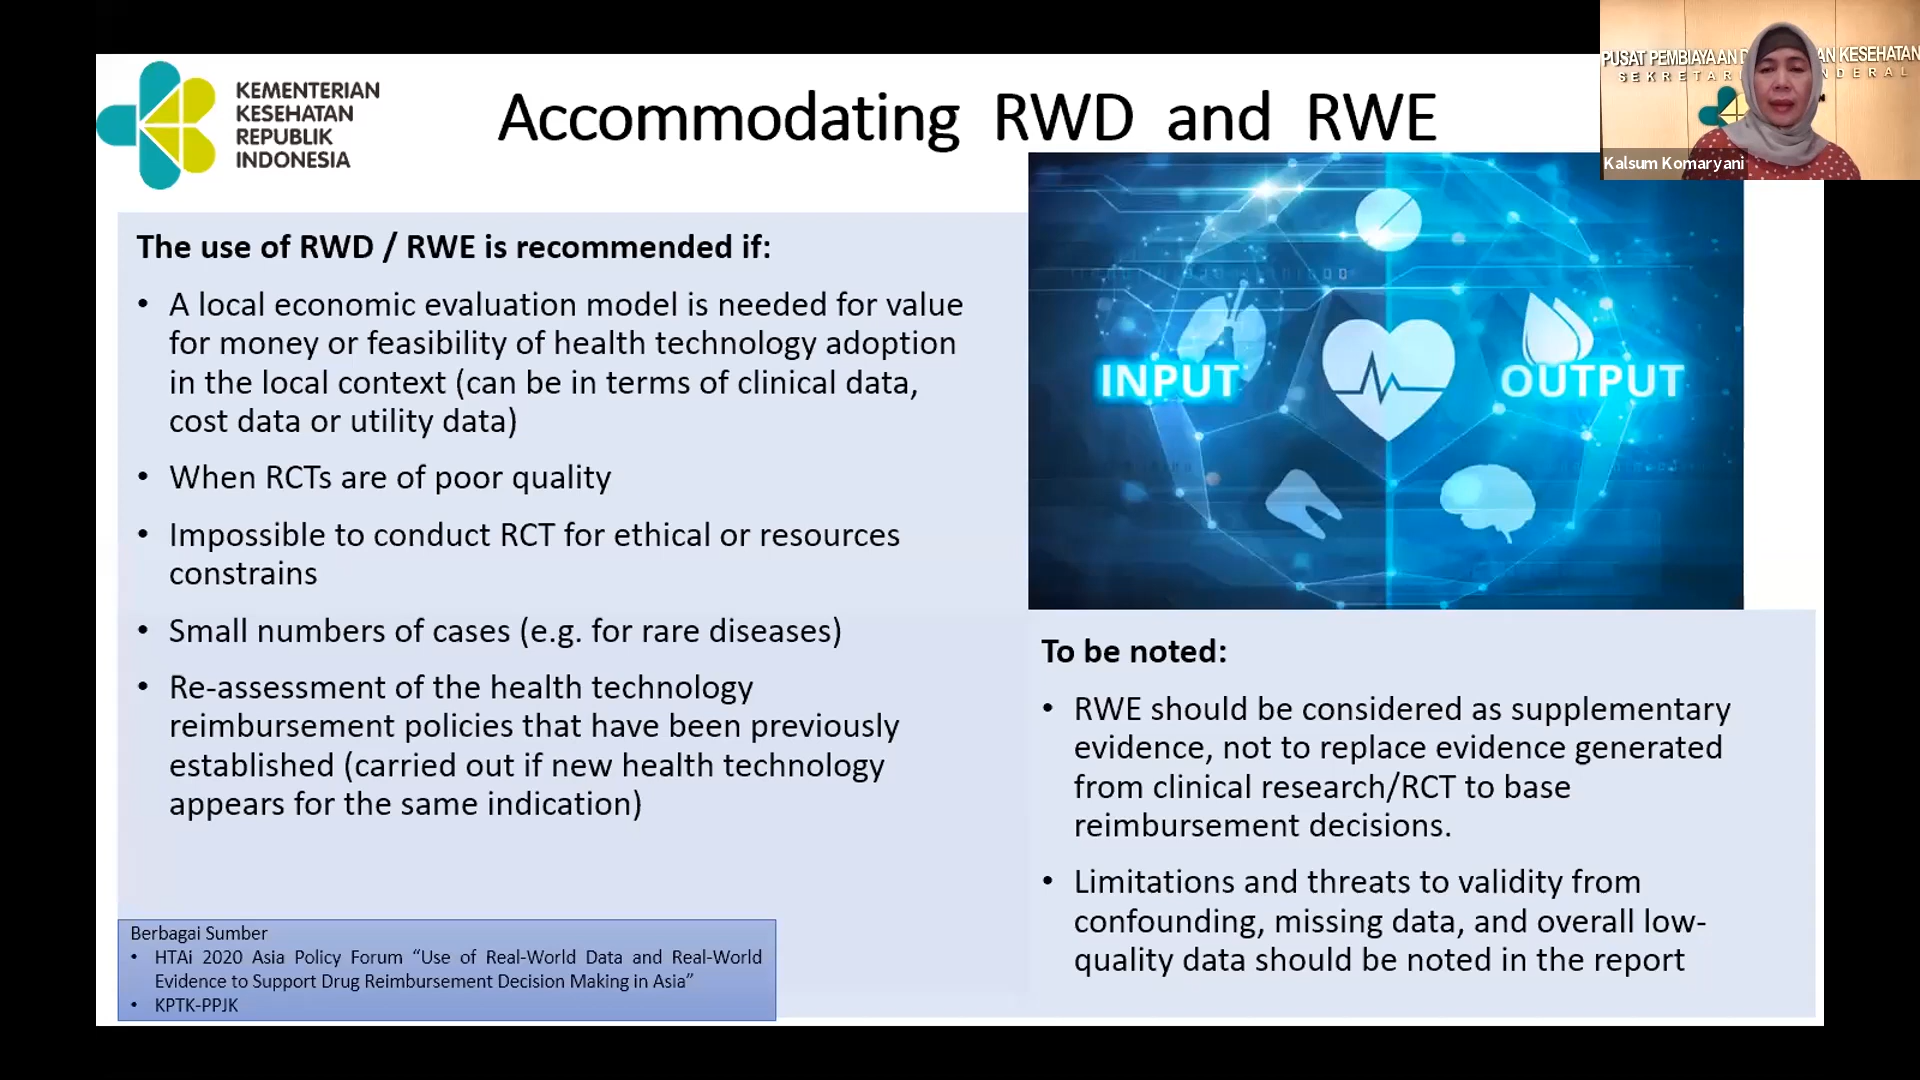 KEMENTERIAN
KESEHATAN
REPUBLIK
INDONESIA
Accommodating RWD and RWE
PUSAT PEMBIAYAAN D AN KESEHATAN
SEKRETARI NDERAL
Kalsum Komaryani
The use of RWD / RWE is recommended if:
• A local economic evaluation model is needed for value
for money or feasibility of health technology adoption
in the local context (can be in terms of clinical data,
cost data or utility data)
• When RCTs are of poor quality
• Impossible to conduct RCT for ethical or resources
constrains
• Small numbers of cases (e.g. for rare diseases)
• Re-assessment of the health technology
reimbursement policies that have been previously
established (carried out if new health technology
appears for the same indication)
INPUT
OUTPUT
To be noted:
• RWE should be considered as supplementary
evidence, not to replace evidence generated
from clinical research/RCT to base
reimbursement decisions.
• Limitations and threats to validity from
confounding, missing data, and overall low-
quality data should be noted in the report
Berbagai Sumber
• HTAi 2020 Asia Policy Forum “Use of Real-World Data and Real-World
Evidence to Support Drug Reimbursement Decision Making in Asia”
• KPTK-PPJK